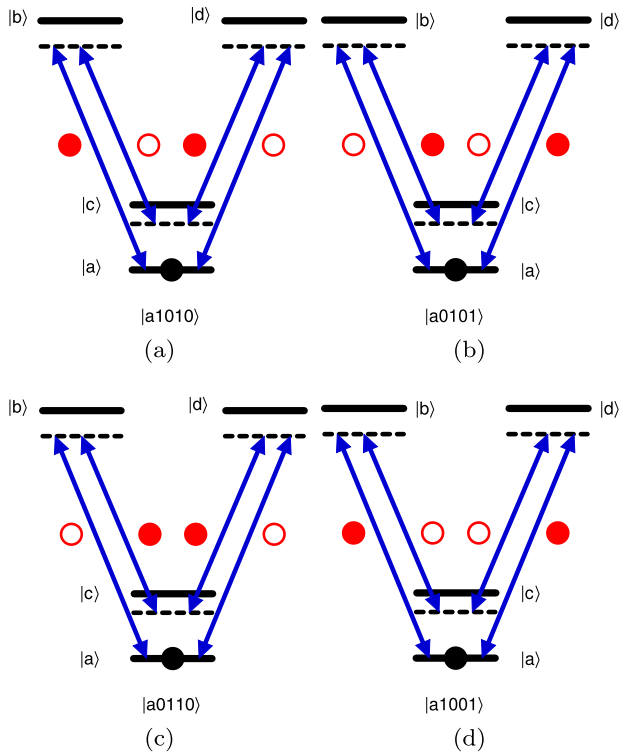 |b⟩ |d⟩ |b⟩ |d⟩
|c⟩ |c⟩
|a⟩ |a⟩
|a1010⟩ |a0101⟩
(a) (b)
|b⟩ |d⟩ |b⟩ |d⟩
|c⟩ |c⟩
|a⟩ |a⟩
|a0110⟩ |a1001⟩
(c) (d)